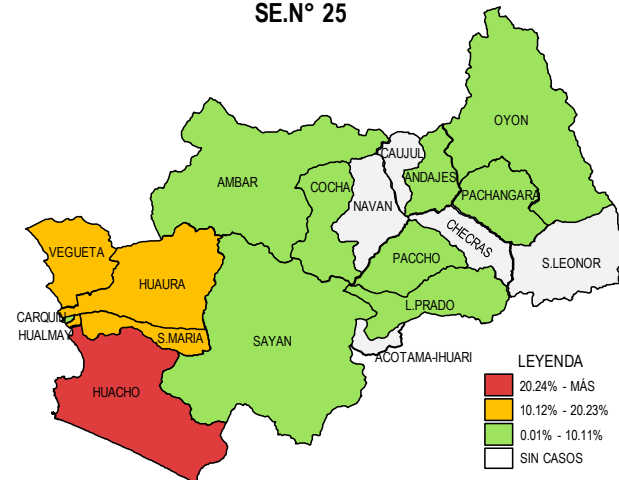 SE.N° 25
OYON
CAUJUL
ANDAJES
AMBAR
COCHA
PACHANGARA
NAVAN
CHECRAS
VEGUETA
PACCHO
S.LEONOR
HUAURA
L.PRADO
CARQUIN
HUALMAY
S.MARIA
SAYAN
ACOTAMA-IHUARI
HUACHO
LEYENDA
20.24% - MÁS
10.12% - 20.23%
0.01% - 10.11%
SIN CASOS